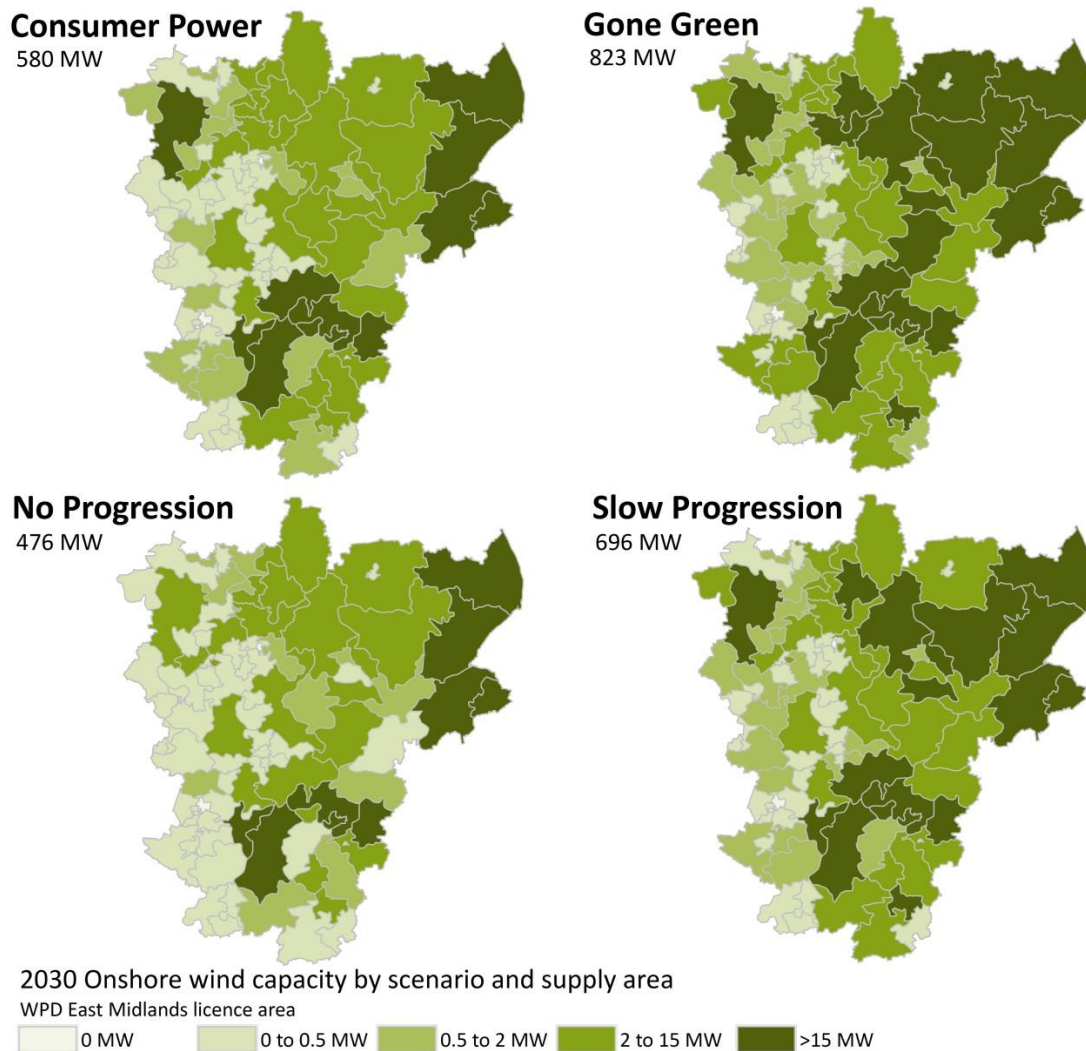 Consumer Power
580 MW
Gone Green
823 MW
No Progression
476 MW
Slow Progression
696 MW
2030 Onshore wind capacity by scenario and supply area
WPD East Midlands licence area
0 MW 0 to 0.5 MW 0.5 to 2 MW 2 to 15 MW >15 MW